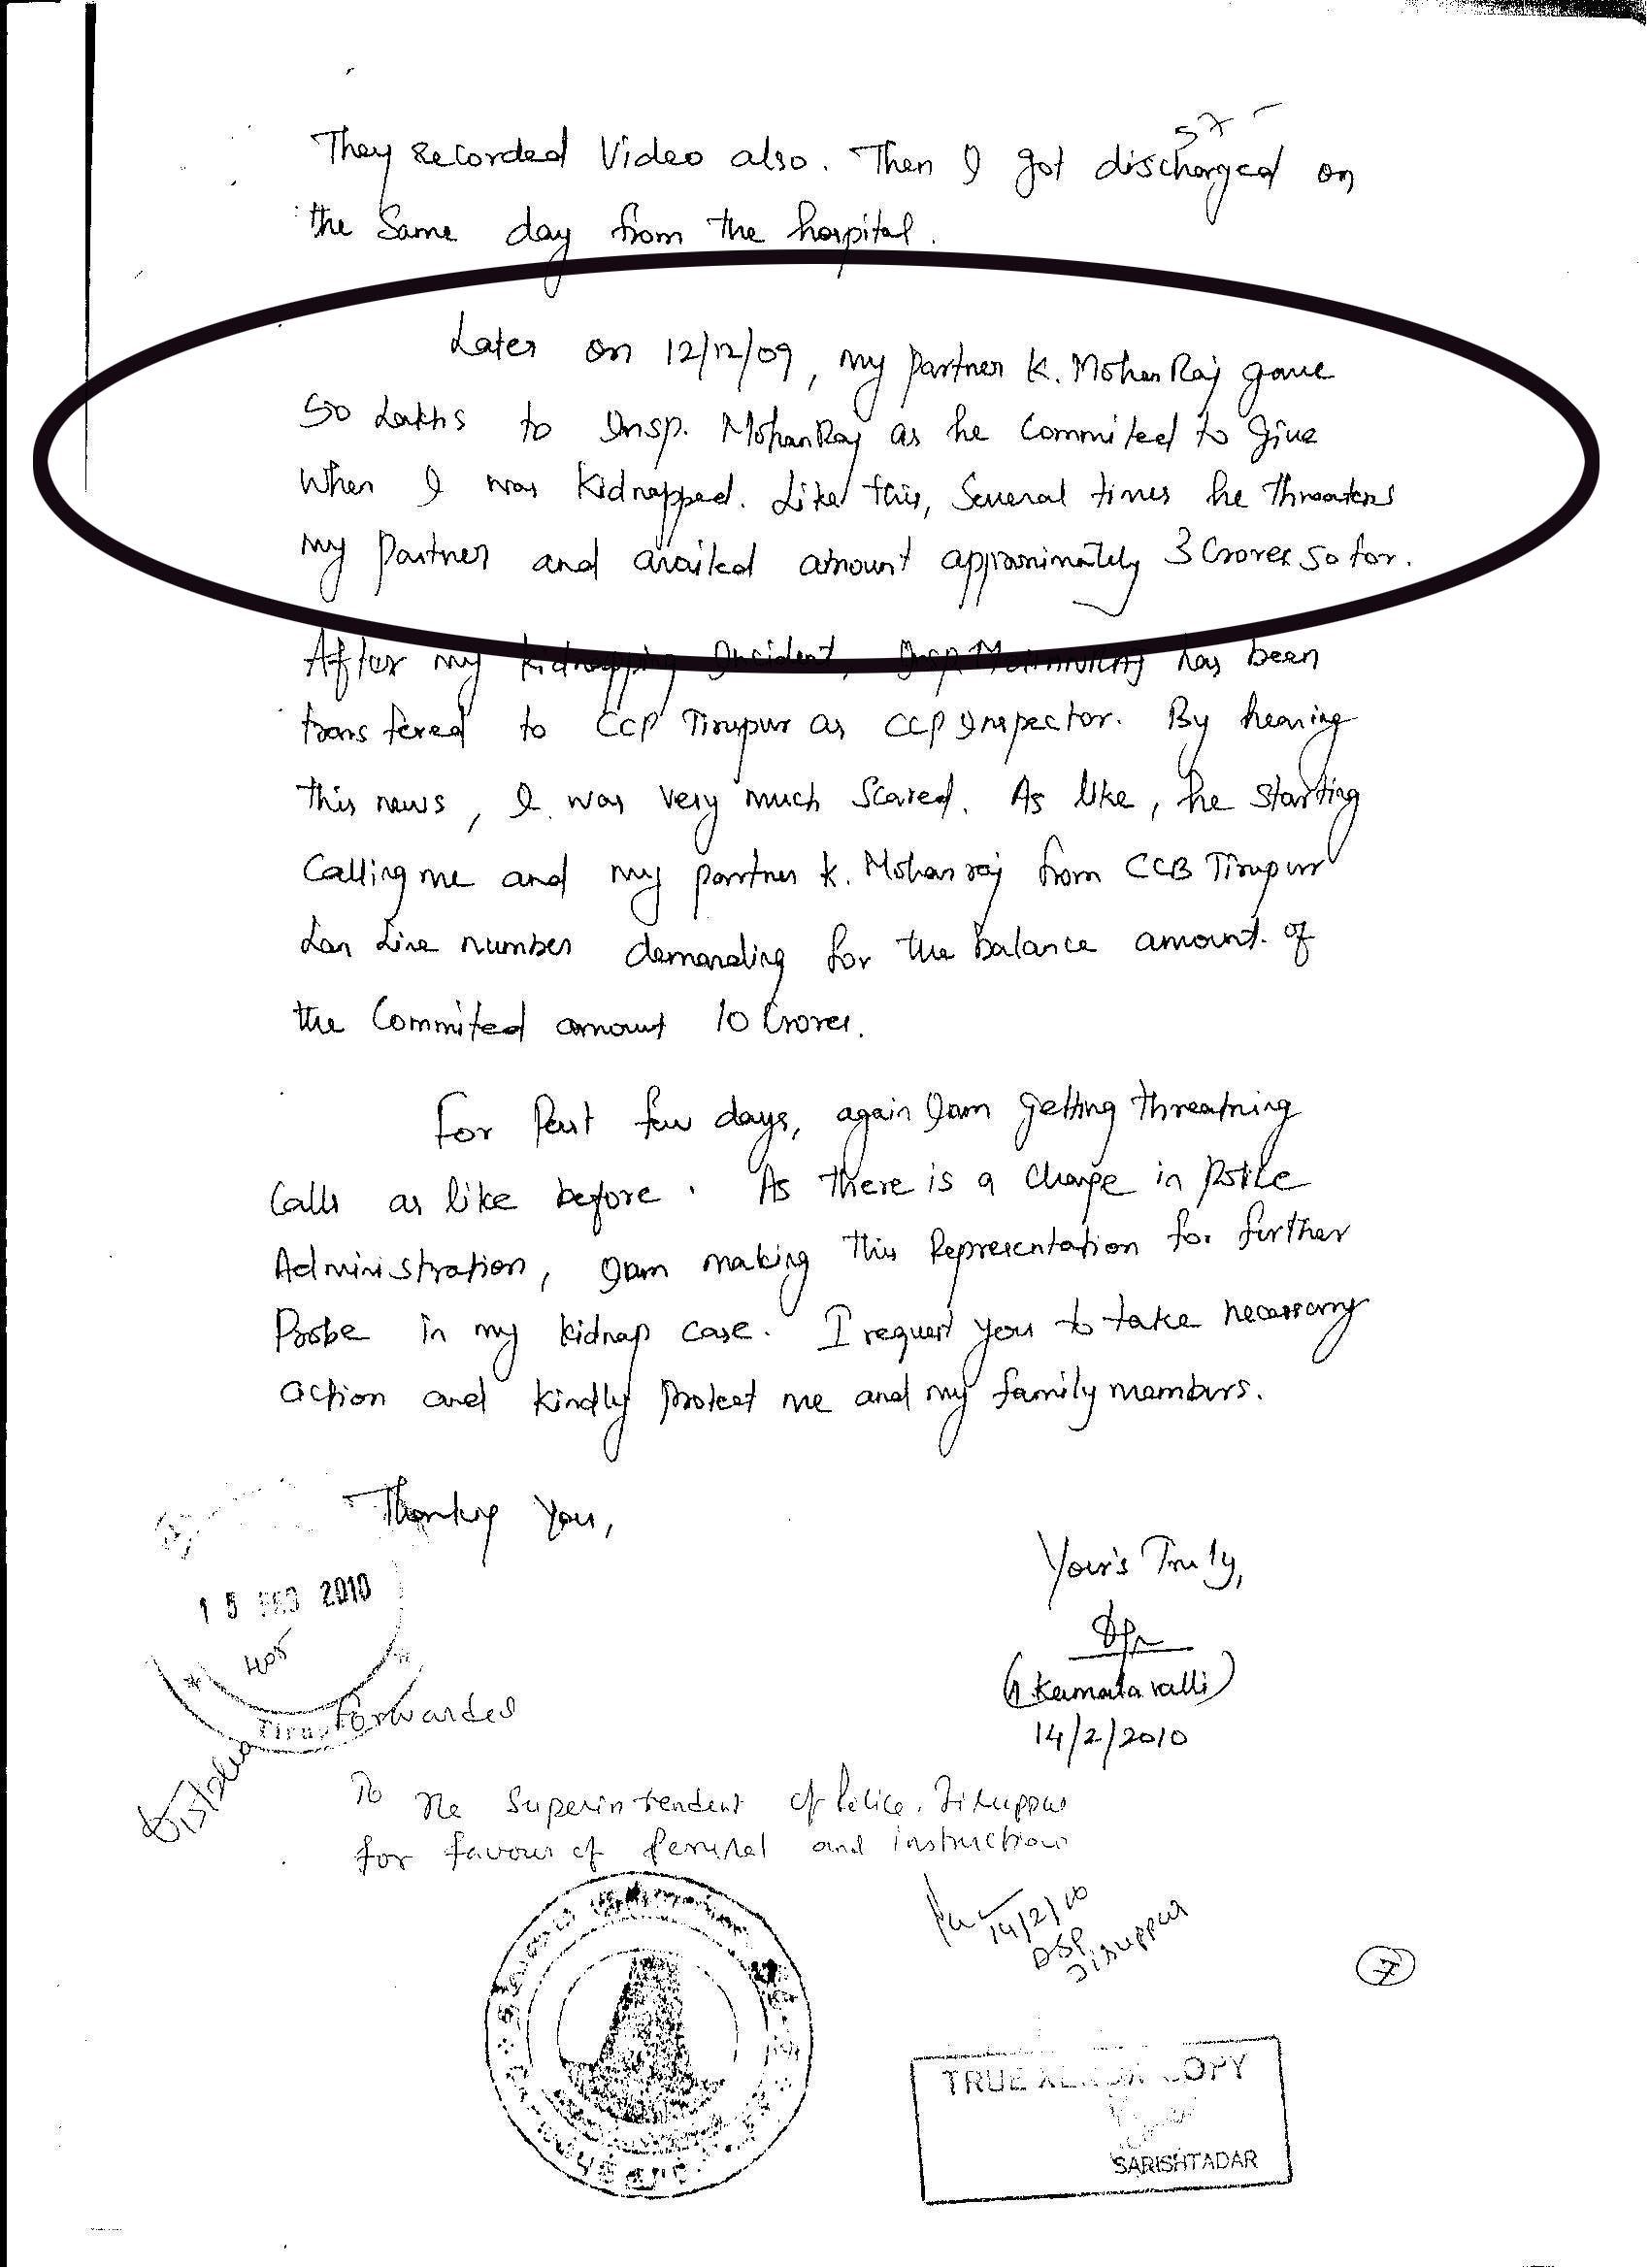 57
They Recorded Video also. Then I got discharged on
the Same day from the hospital.
Later on 12/12/09, my partner K. MohanRaj gave
50 Lakhs to Insp. MohanRaj as he Commited to give
When I was Kidnapped. Like this, Several times he Threatens
my Partner and availed amount approximately 3 Crores so far.
After my kidnapping Insident, Insp. has been
transfered to CCP Tirupur as CCP Inspector. By hearing
this news, I was very much Scared. As like, he starting
Calling me and my partner K. Mohanraj from CCB Tirupur
Lan Line number demanding for the balance amount of
the Commited amount 10 Crores.
For Past few days, again Iam getting threatning
Calls as like before. As there is a change in Police
Administration, Iam making this Representation for further
Probe in my kidnap case. I request you to take necessary
action and kindly protect me and my family members.
Thanking You,
Your's Truly,
15 FEB 2010
405
Kamalavalli)
14/2/2010
Forwarded
To The Superintendent of Police, Tiruppur
for favour of Perusal and instruction
14/2/10
DSP
Tiruppur
7
TRUE XEROX COPY
SARISHTADAR